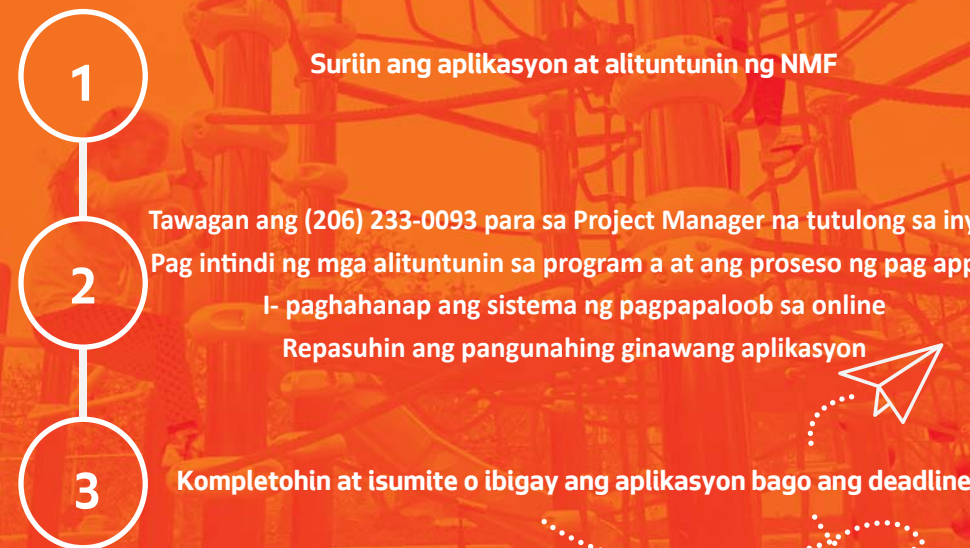 1
Suriin ang aplikasyon at alituntunin ng NMF
2
Tawagan ang (206) 233-0093 para sa Project Manager na tutulong sa
Pag intindi ng mga alituntunin sa program a at ang proseso ng pag
I- paghahanap ang sistema ng pagpapaloob sa online
Repasuhin ang pangunahing ginawang aplikasyon
3
Kompletohin at isumite o ibigay ang aplikasyon bago ang deadline